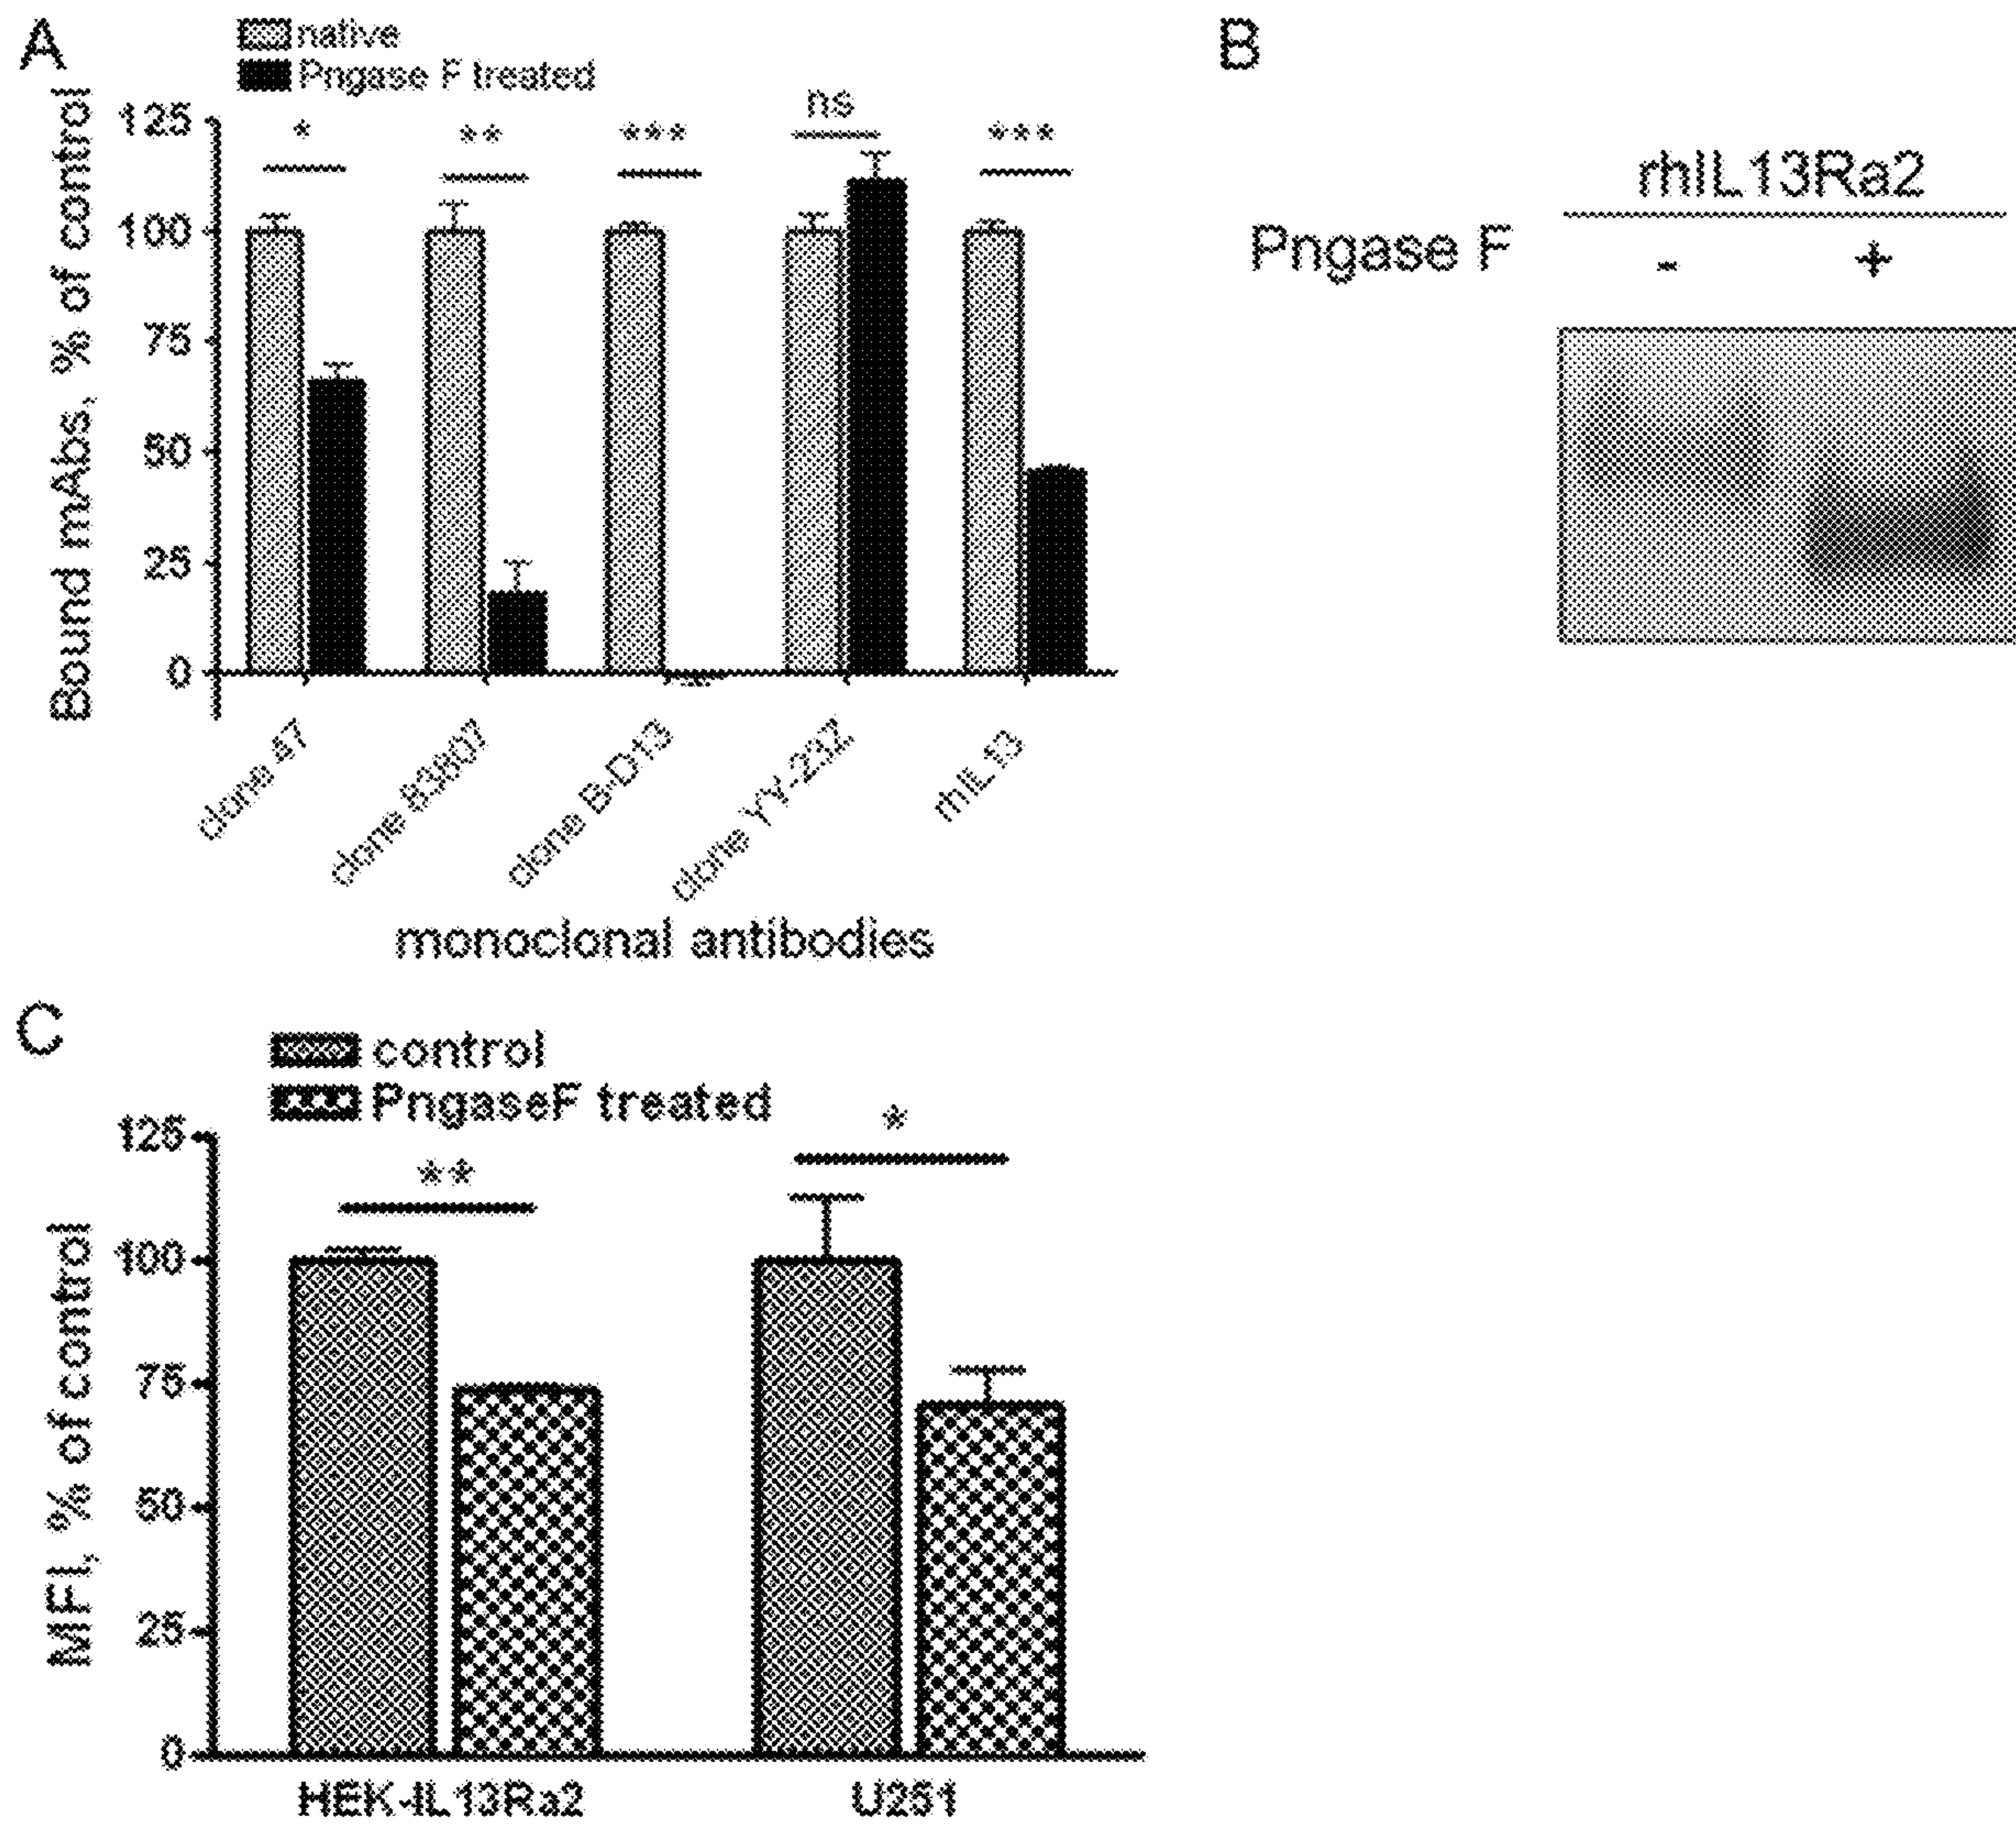 A
native
Pngase F treated
Bound mAbs, % of control
125
100
75
50
25
0
*
**
***
ns
***
clone 47
clone 83807
clone B-D13
clone YY-23Z
rhIL13
monoclonal antibodies
B
rhIL13Ra2
Pngase F - +
C
control
PngaseF treated
MFI, % of control
125
100
75
50
25
0
**
*
HEK-IL13Ra2
U251